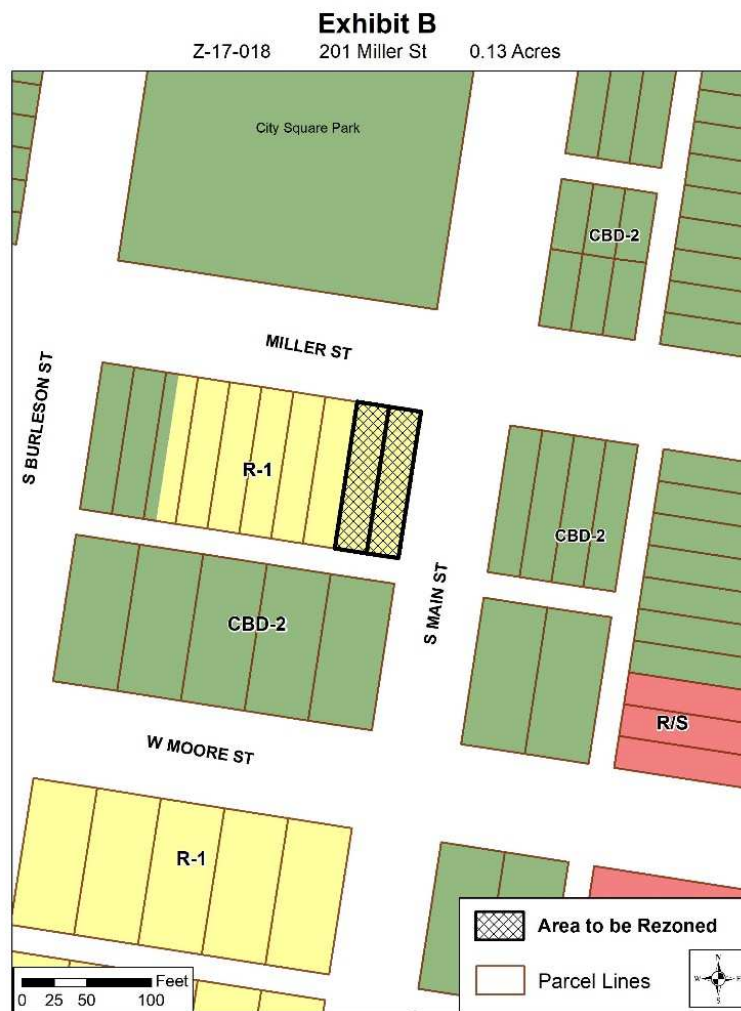 Exhibit B
Z-17-018 201 Miller St 0.13 Acres
City Square Park
CBD-2
MILLER ST
S BURLESON ST
R-1
CBD-2
S MAIN ST
CBD-2
R/S
W MOORE ST
R-1
Area to be Rezoned
Parcel Lines
N
W E
S
Feet
0 25 50 100